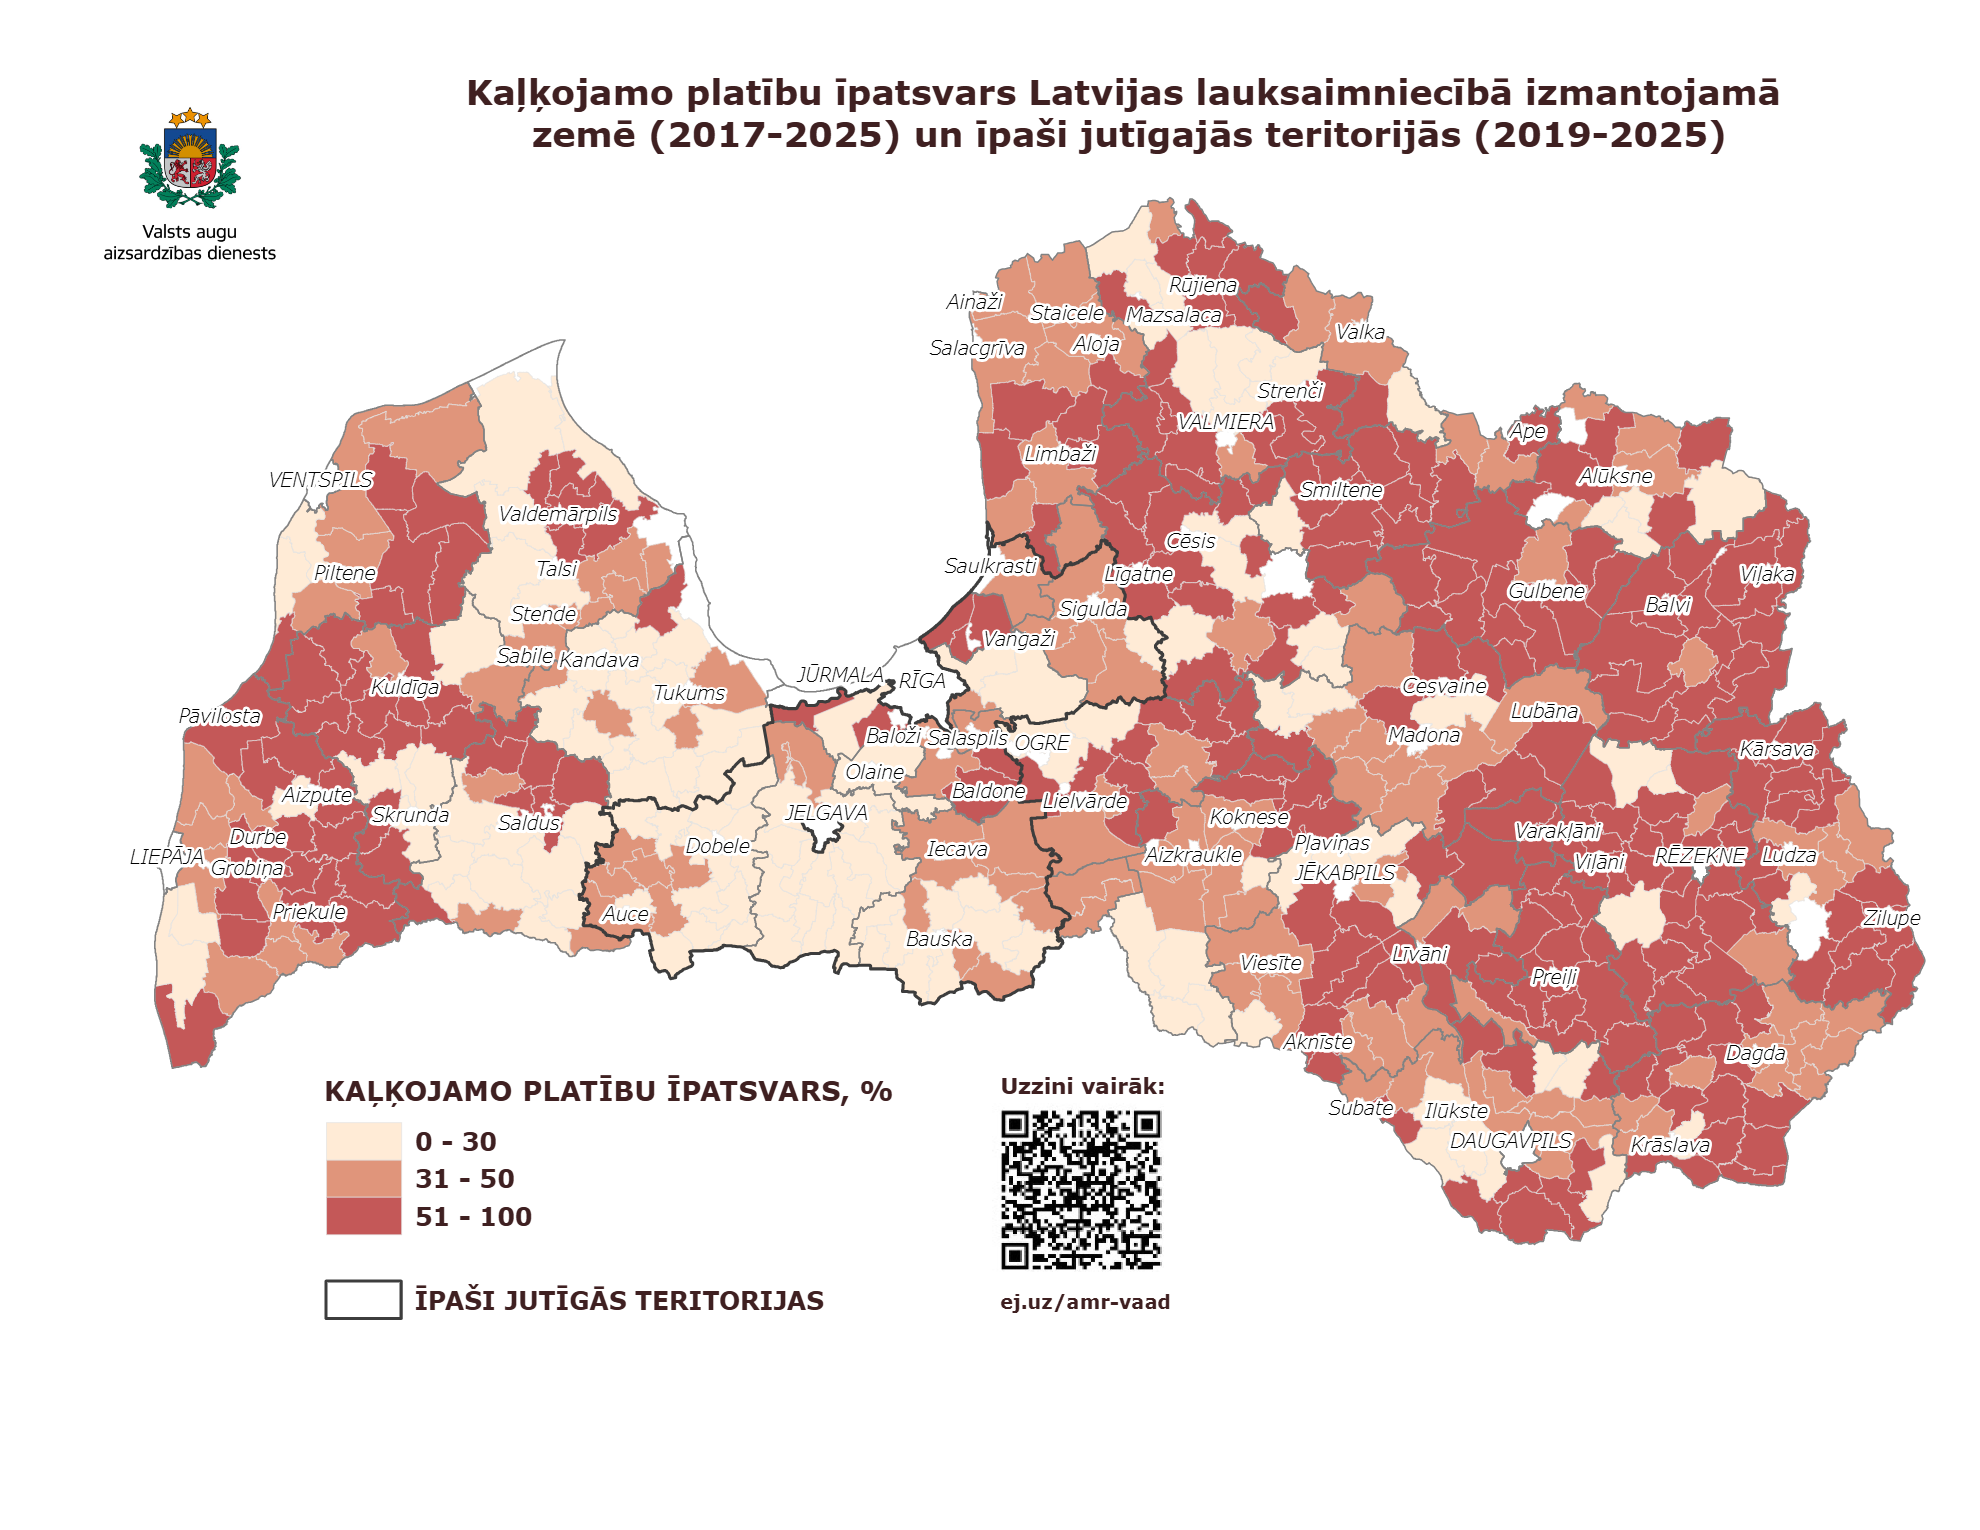 Kaļķojamo platību īpatsvars Latvijas lauksaimniecībā izmantojamā
zemē (2017-2025) un īpaši jutīgajās teritorijās (2019-2025)
Valsts augu
aizsardzības dienests
Rūjiena
Ainaži
Staicele
Mazsalaca
Valka
Salacgrīva
Aloja
Strenči
VALMIERA
Ape
Limbaži
Alūksne
VENTSPILS
Smiltene
Valdemārpils
Cēsis
Saulkrasti
Talsi
Piltene
Līgatne
Viļaka
Gulbene
Balvi
Stende
Sigulda
Vangaži
Sabile
Kandava
JŪRMALA
RĪGA
Kuldīga
Tukums
Cesvaine
Lubāna
Pāvilosta
Baloži
Salaspils
OGRE
Madona
Kārsava
Olaine
Aizpute
Baldone
Lielvārde
Skrunda
Saldus
JELGAVA
Koknese
Varakļāni
Durbe
Dobele
Iecava
Pļaviņas
LIEPĀJA
Grobiņa
Aizkraukle
Viļāni
RĒZEKNE
Ludza
JĒKABPILS
Priekule
Auce
Zilupe
Bauska
Viesīte
Līvāni
Preiļi
Aknīste
Dagda
Subate
Ilūkste
DAUGAVPILS
Krāslava
KAĻĶOJAMO PLATĪBU ĪPATSVARS, %
0 - 30
31 - 50
51 - 100
ĪPAŠI JUTĪGĀS TERITORIJAS
Uzzini vairāk:
ej.uz/amr-vaad